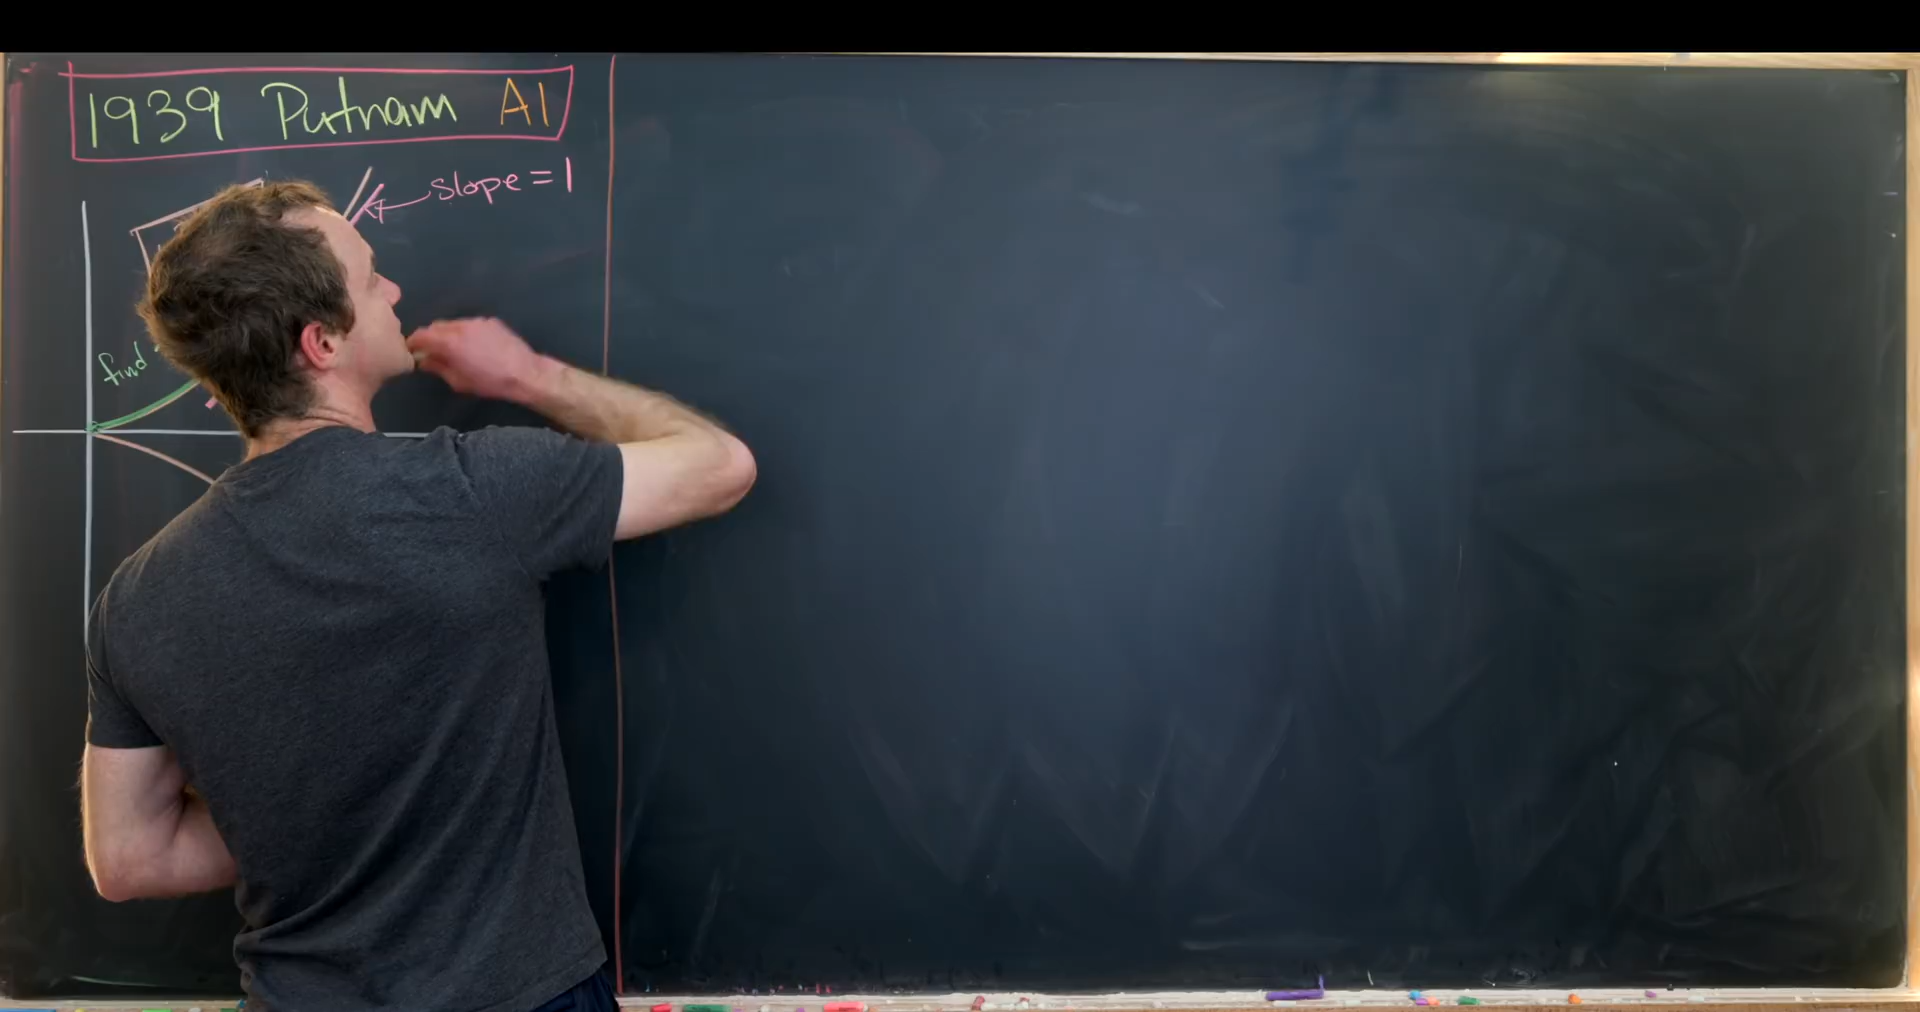 1939 Putnam A1
slope = 1
find